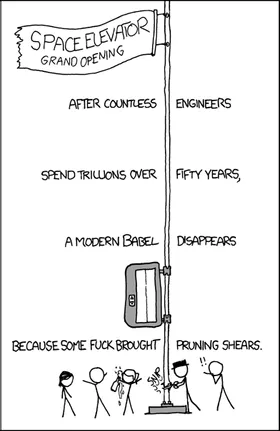 SPACE ELEVATOR
GRAND OPENING
AFTER COUNTLESS ENGINEERS
SPEND TRILLIONS OVER FIFTY YEARS,
A MODERN BABEL DISAPPEARS
BECAUSE SOME FUCK BROUGHT PRUNING SHEARS.
!!